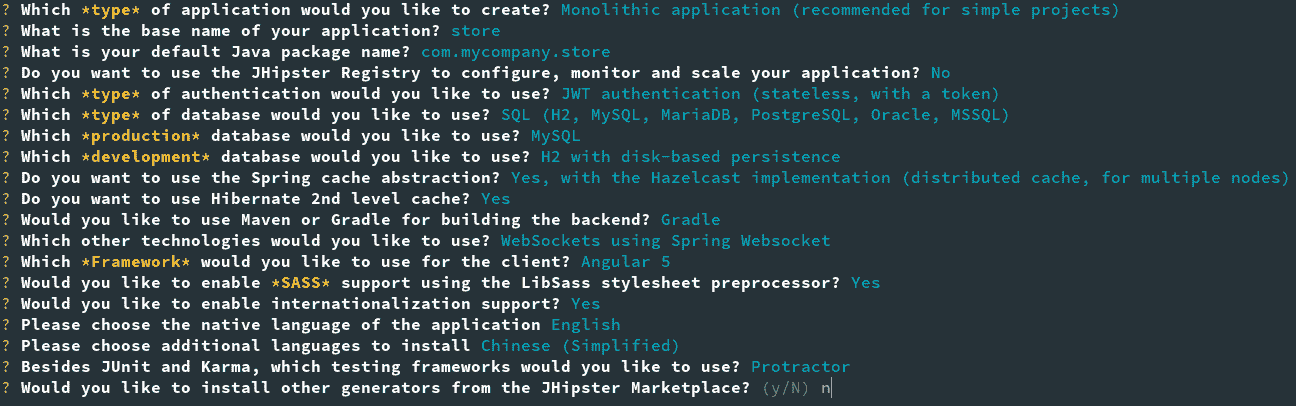 ? Which *type* of application would you like to create? Monolithic application (recommended for simple projects)
? What is the base name of your application? store
? What is your default Java package name? com.mycompany.store
? Do you want to use the JHipster Registry to configure, monitor and scale your application? No
? Which *type* of authentication would you like to use? JWT authentication (stateless, with a token)
? Which *type* of database would you like to use? SQL (H2, MySQL, MariaDB, PostgreSQL, Oracle, MSSQL)
? Which *production* database would you like to use? MySQL
? Which *development* database would you like to use? H2 with disk-based persistence
? Do you want to use the Spring cache abstraction? Yes, with the Hazelcast implementation (distributed cache, for multiple nodes)
? Do you want to use Hibernate 2nd level cache? Yes
? Would you like to use Maven or Gradle for building the backend? Gradle
? Which other technologies would you like to use? WebSockets using Spring Websocket
? Which *Framework* would you like to use for the client? Angular 5
? Would you like to enable *SASS* support using the LibSass stylesheet preprocessor? Yes
? Would you like to enable internationalization support? Yes
? Please choose the native language of the application English
? Please choose additional languages to install Chinese (Simplified)
? Besides JUnit and Karma, which testing frameworks would you like to use? Protractor
? Would you like to install other generators from the JHipster Marketplace? (y/N) n